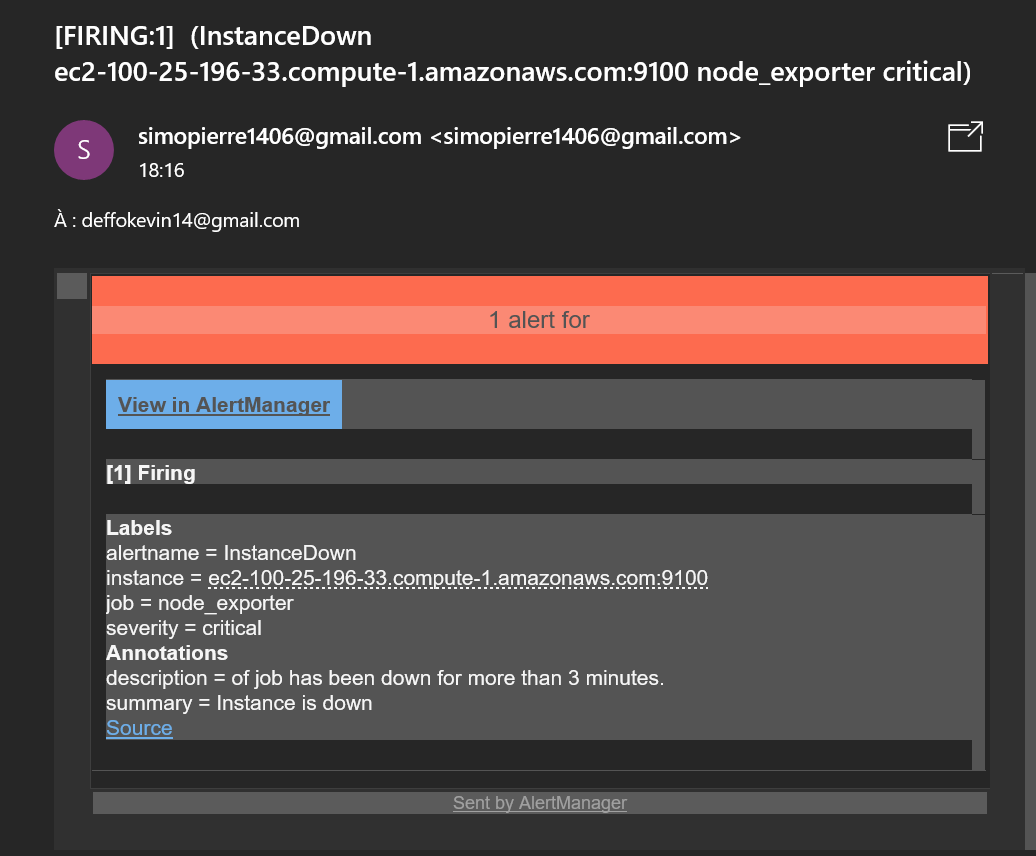 [FIRING:1]  (InstanceDown
ec2-100-25-196-33.compute-1.amazonaws.com:9100 node_exporter critical)
S
simopierre1406@gmail.com <simopierre1406@gmail.com>
18:16
À : deffokevin14@gmail.com
1 alert for
View in AlertManager
[1] Firing
Labels
alertname = InstanceDown
instance = ec2-100-25-196-33.compute-1.amazonaws.com:9100
job = node_exporter
severity = critical
Annotations
description = of job has been down for more than 3 minutes.
summary = Instance is down
Source
Sent by AlertManager